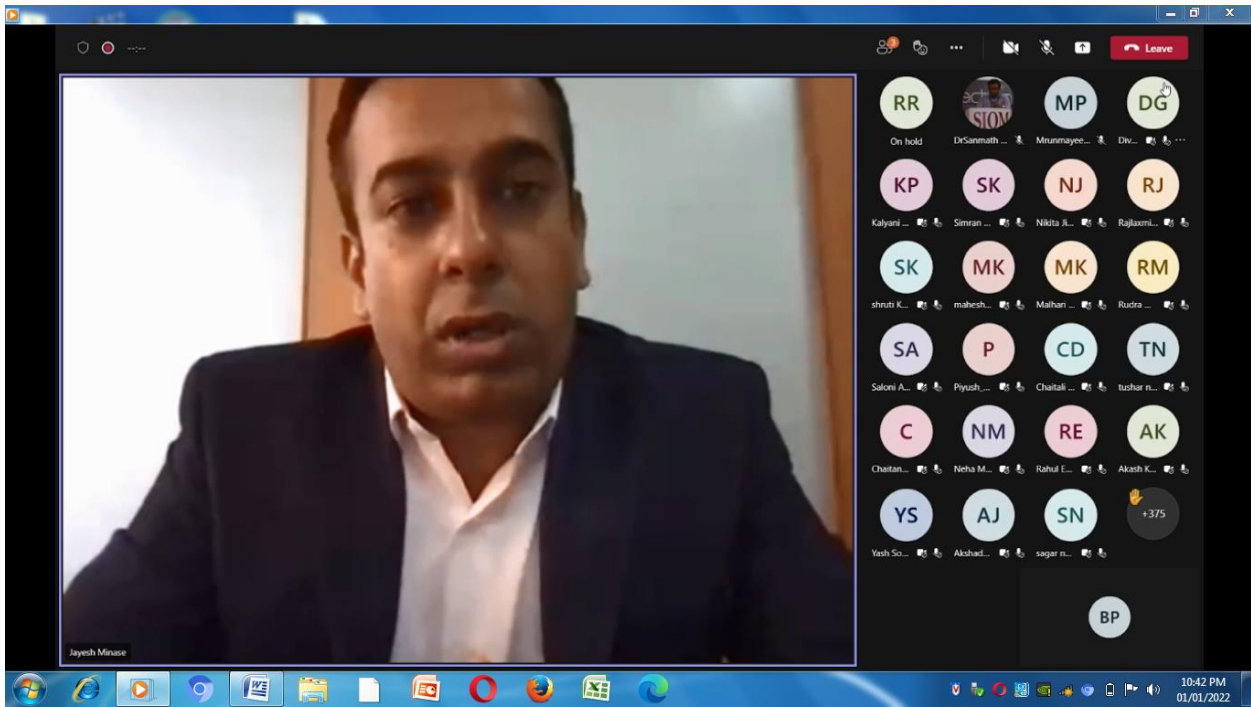 --:--
3
Leave
RR
SIOM
MP
DG
On hold
DrSanmath ...
Mrunmayee...
Div...
KP
SK
NJ
RJ
Kalyani ...
Simran ...
Nikita Ji...
Rajlaxmi...
SK
MK
MK
RM
shruti K...
mahesh...
Malhari ...
Rudra ...
SA
P
CD
TN
Saloni A...
Piyush_...
Chaitali ...
tushar n...
C
NM
RE
AK
Chaitan...
Neha M...
Rahul E...
Akash K...
YS
AJ
SN
+375
Yash So...
Akshad...
sagar n...
BP
Jayesh Minase
10:42 PM
01/01/2022